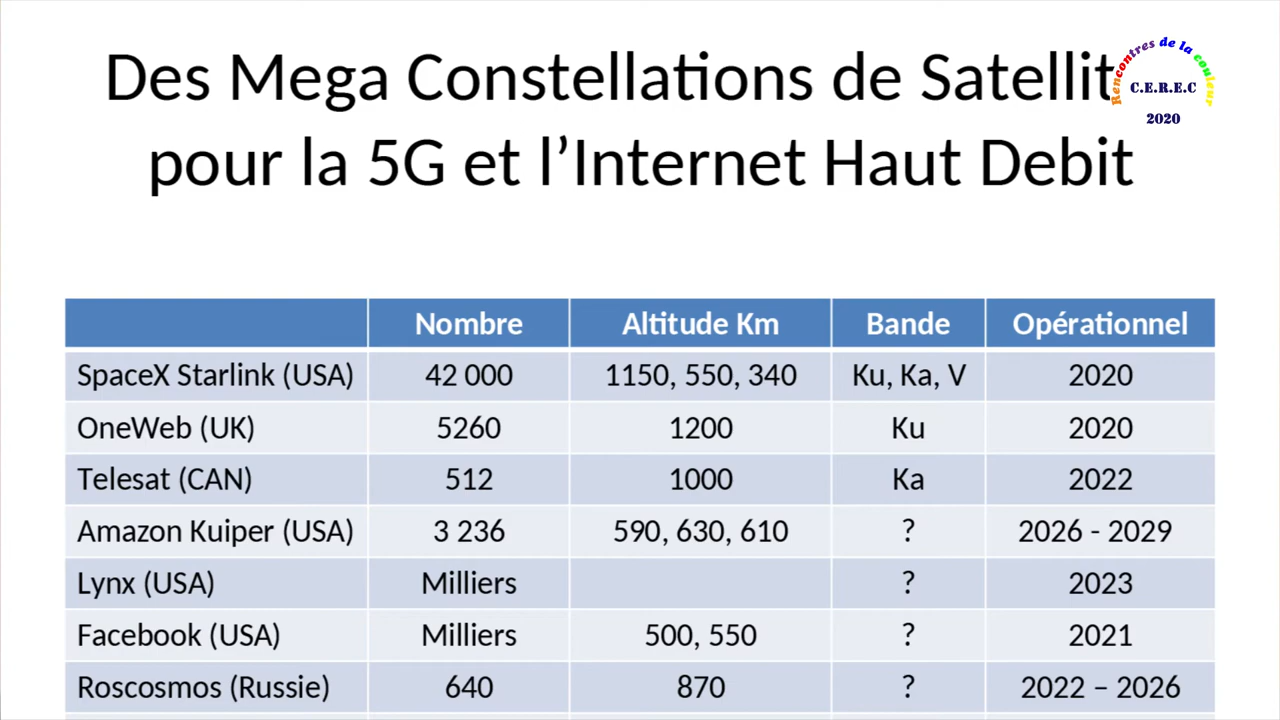 Des Mega Constellations de Satellit
pour la 5G et l’Internet Haut Debit
Rencontres de la couleur
C.E.R.E.C
2020
Nombre Altitude Km Bande Opérationnel
SpaceX Starlink (USA) 42 000 1150, 550, 340 Ku, Ka, V 2020
OneWeb (UK) 5260 1200 Ku 2020
Telesat (CAN) 512 1000 Ka 2022
Amazon Kuiper (USA) 3 236 590, 630, 610 ? 2026 - 2029
Lynx (USA) Milliers ? 2023
Facebook (USA) Milliers 500, 550 ? 2021
Roscosmos (Russie) 640 870 ? 2022 – 2026